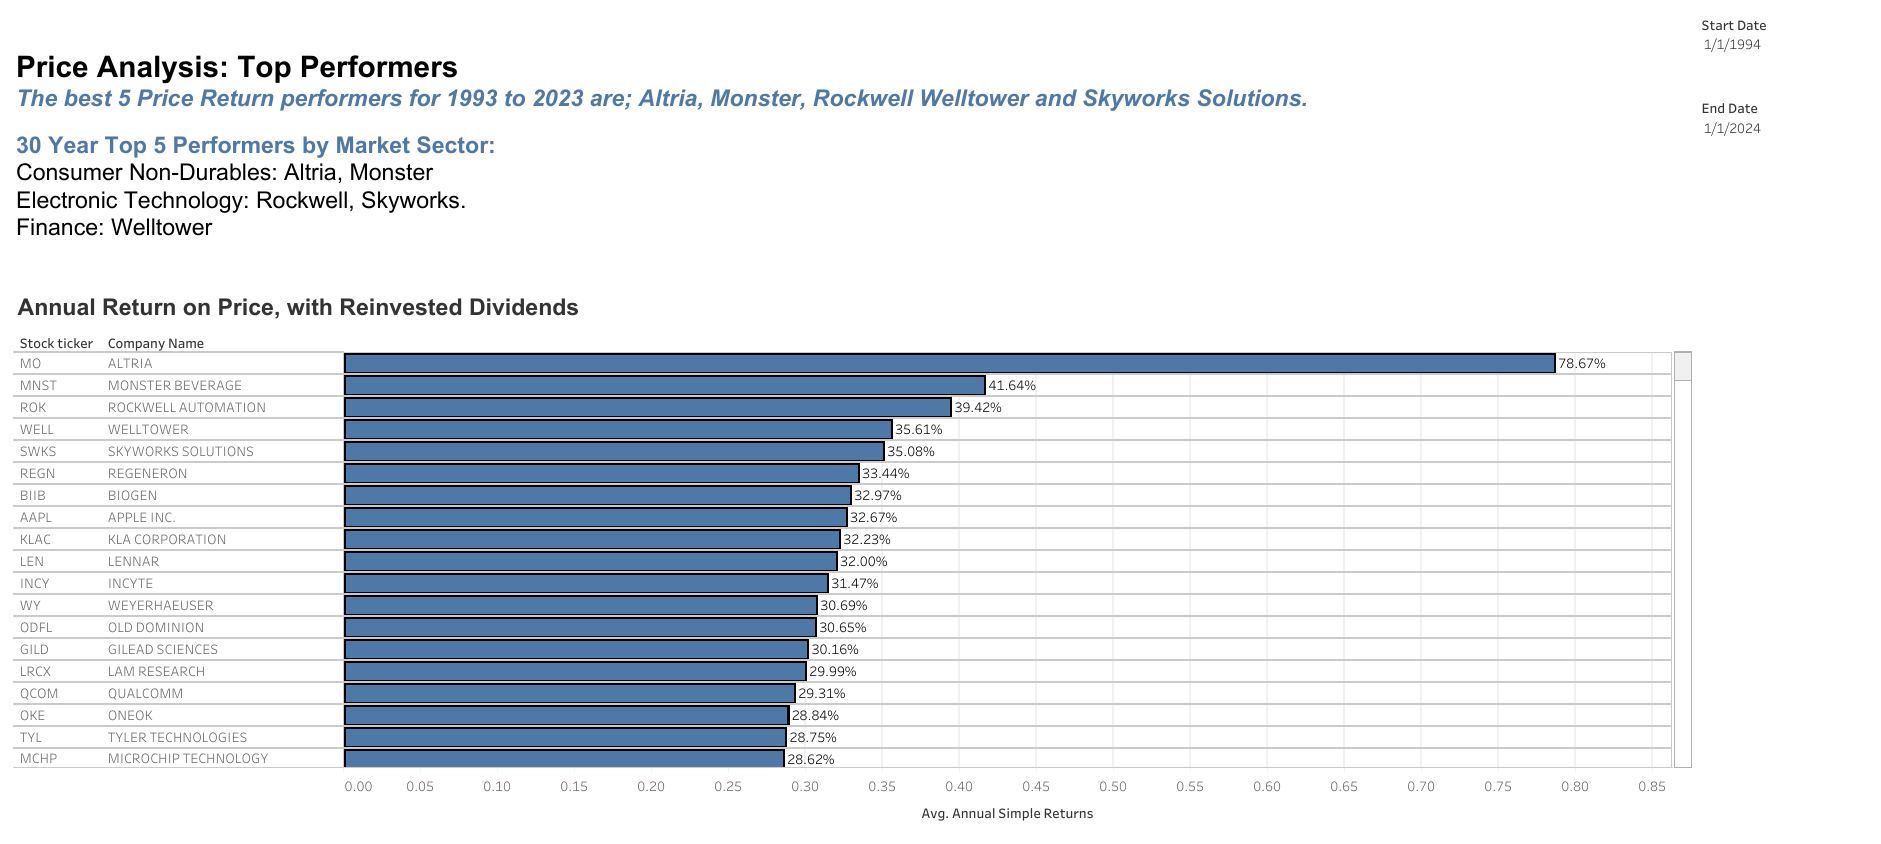 Start Date
1/1/1994
Price Analysis: Top Performers
The best 5 Price Return performers for 1993 to 2023 are; Altria, Monster, Rockwell Welltower and Skyworks Solutions.
End Date
1/1/2024
30 Year Top 5 Performers by Market Sector:
Consumer Non-Durables: Altria, Monster
Electronic Technology: Rockwell, Skyworks.
Finance: Welltower
Annual Return on Price, with Reinvested Dividends
Stock ticker Company Name
MO ALTRIA 78.67%
MNST MONSTER BEVERAGE 41.64%
ROK ROCKWELL AUTOMATION 39.42%
WELL WELLTOWER 35.61%
SWKS SKYWORKS SOLUTIONS 35.08%
REGN REGENERON 33.44%
BIIB BIOGEN 32.97%
AAPL APPLE INC. 32.67%
KLAC KLA CORPORATION 32.23%
LEN LENNAR 32.00%
INCY INCYTE 31.47%
WY WEYERHAEUSER 30.69%
ODFL OLD DOMINION 30.65%
GILD GILEAD SCIENCES 30.16%
LRCX LAM RESEARCH 29.99%
QCOM QUALCOMM 29.31%
OKE ONEOK 28.84%
TYL TYLER TECHNOLOGIES 28.75%
MCHP MICROCHIP TECHNOLOGY 28.62%
0.00 0.05 0.10 0.15 0.20 0.25 0.30 0.35 0.40 0.45 0.50 0.55 0.60 0.65 0.70 0.75 0.80 0.85
Avg. Annual Simple Returns